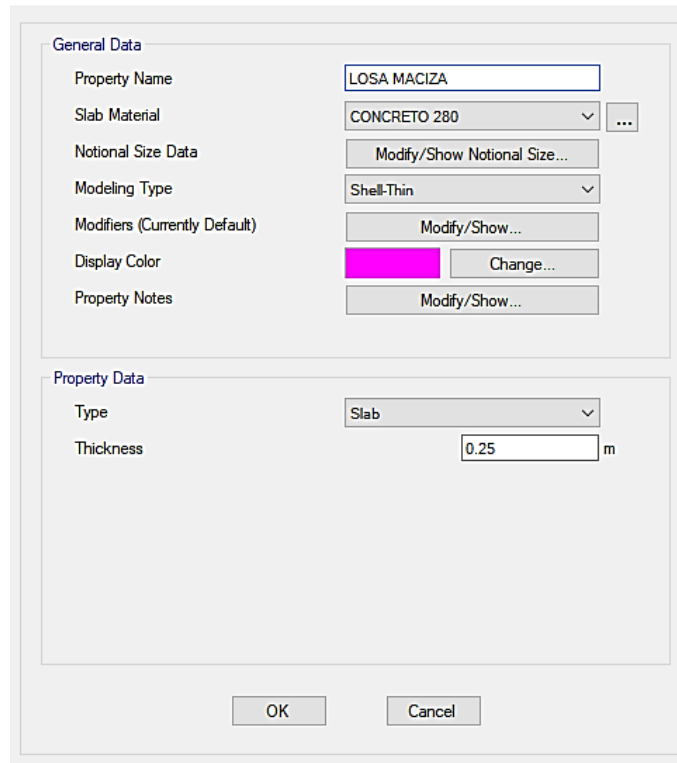 General Data
Property Name LOSA MACIZA
Slab Material CONCRETO 280 ...
Notional Size Data Modify/Show Notional Size...
Modeling Type Shell-Thin
Modifiers (Currently Default) Modify/Show...
Display Color Change...
Property Notes Modify/Show...
Property Data
Type Slab
Thickness 0.25 m
OK Cancel